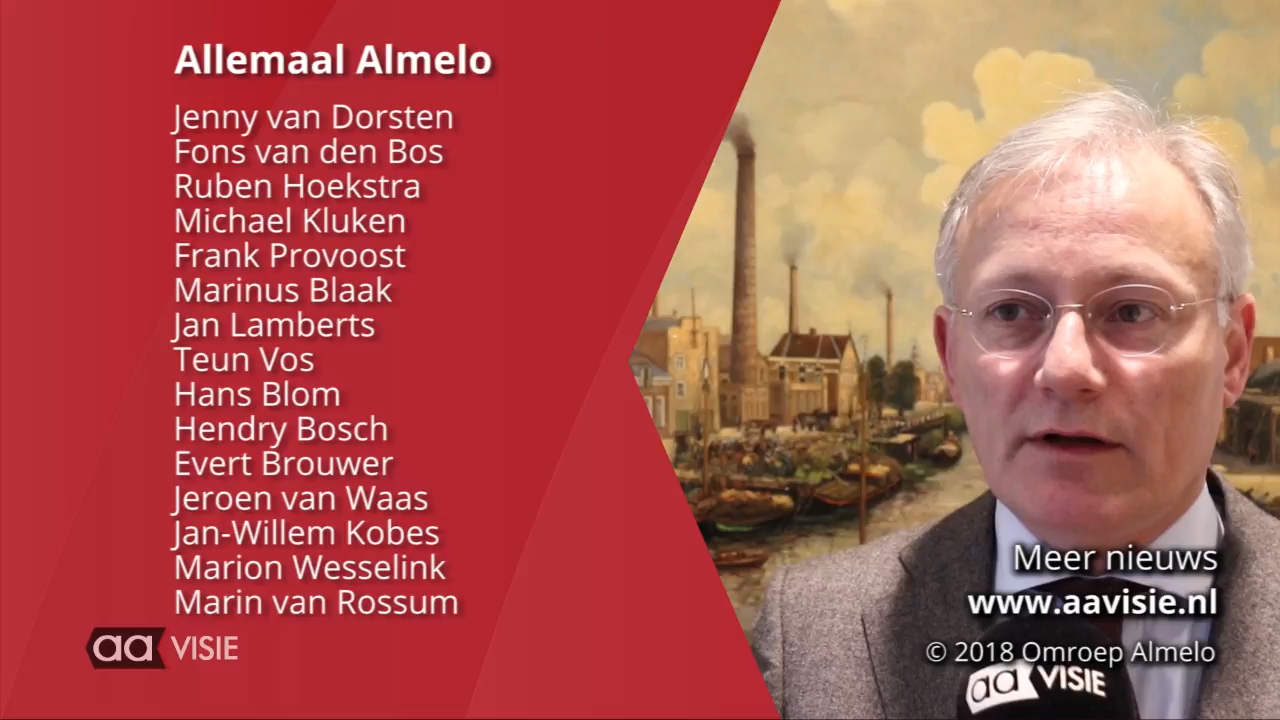 Allemaal Almelo
Jenny van Dorsten
Fons van den Bos
Ruben Hoekstra
Michael Kluken
Frank Provoost
Marinus Blaak
Jan Lamberts
Teun Vos
Hans Blom
Hendry Bosch
Evert Brouwer
Jeroen van Waas
Jan-Willem Kobes
Marion Wesselink
Marin van Rossum
aa VISIE
Meer nieuws
www.aavisie.nl
© 2018 Omroep Almelo
aa VISIE